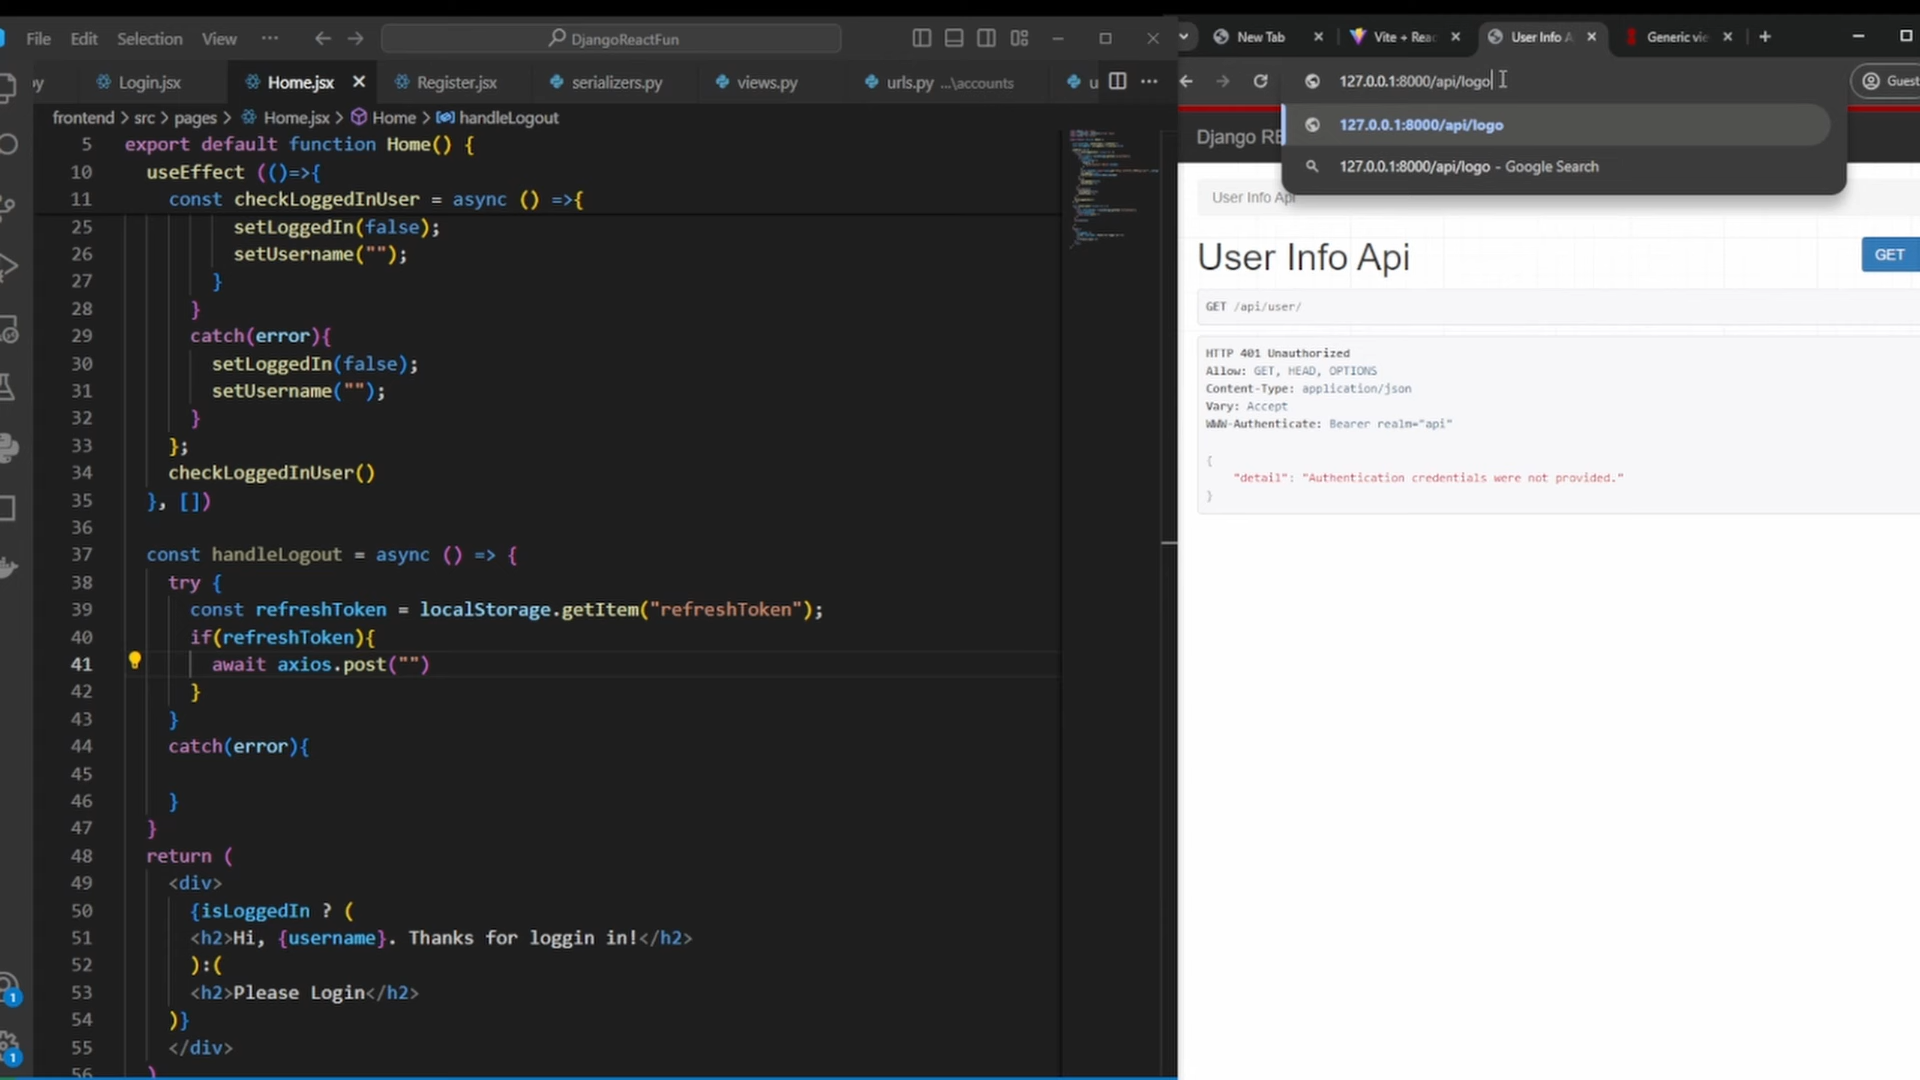 File Edit Selection View ··· DjangoReactFun
py Login.jsx Home.jsx Register.jsx serializers.py views.py urls.py ...\accounts u ···
frontend > src > pages > Home.jsx > Home > handleLogout
5 export default function Home() {
10 useEffect (()=>{
11 const checkLoggedInUser = async () =>{
25 setLoggedIn(false);
26 setUsername("");
27 }
28 }
29 catch(error){
30 setLoggedIn(false);
31 setUsername("");
32 }
33 };
34 checkLoggedInUser()
35 }, [])
36
37 const handleLogout = async () => {
38 try {
39 const refreshToken = localStorage.getItem("refreshToken");
40 if(refreshToken){
41 await axios.post("")
42 }
43 }
44 catch(error){
45
46 }
47 }
48 return (
49 <div>
50 {isLoggedIn ? (
51 <h2>Hi, {username}. Thanks for loggin in!</h2>
52 ):(
53 <h2>Please Login</h2>
54 )}
55 </div>
56 )
1
1
New Tab Vite + Reac User Info A Generic vie
127.0.0.1:8000/api/logo Guest
127.0.0.1:8000/api/logo
127.0.0.1:8000/api/logo - Google Search
Django RE
User Info Api
User Info Api
GET
GET /api/user/
HTTP 401 Unauthorized
Allow: GET, HEAD, OPTIONS
Content-Type: application/json
Vary: Accept
WWW-Authenticate: Bearer realm="api"
{
"detail": "Authentication credentials were not provided."
}